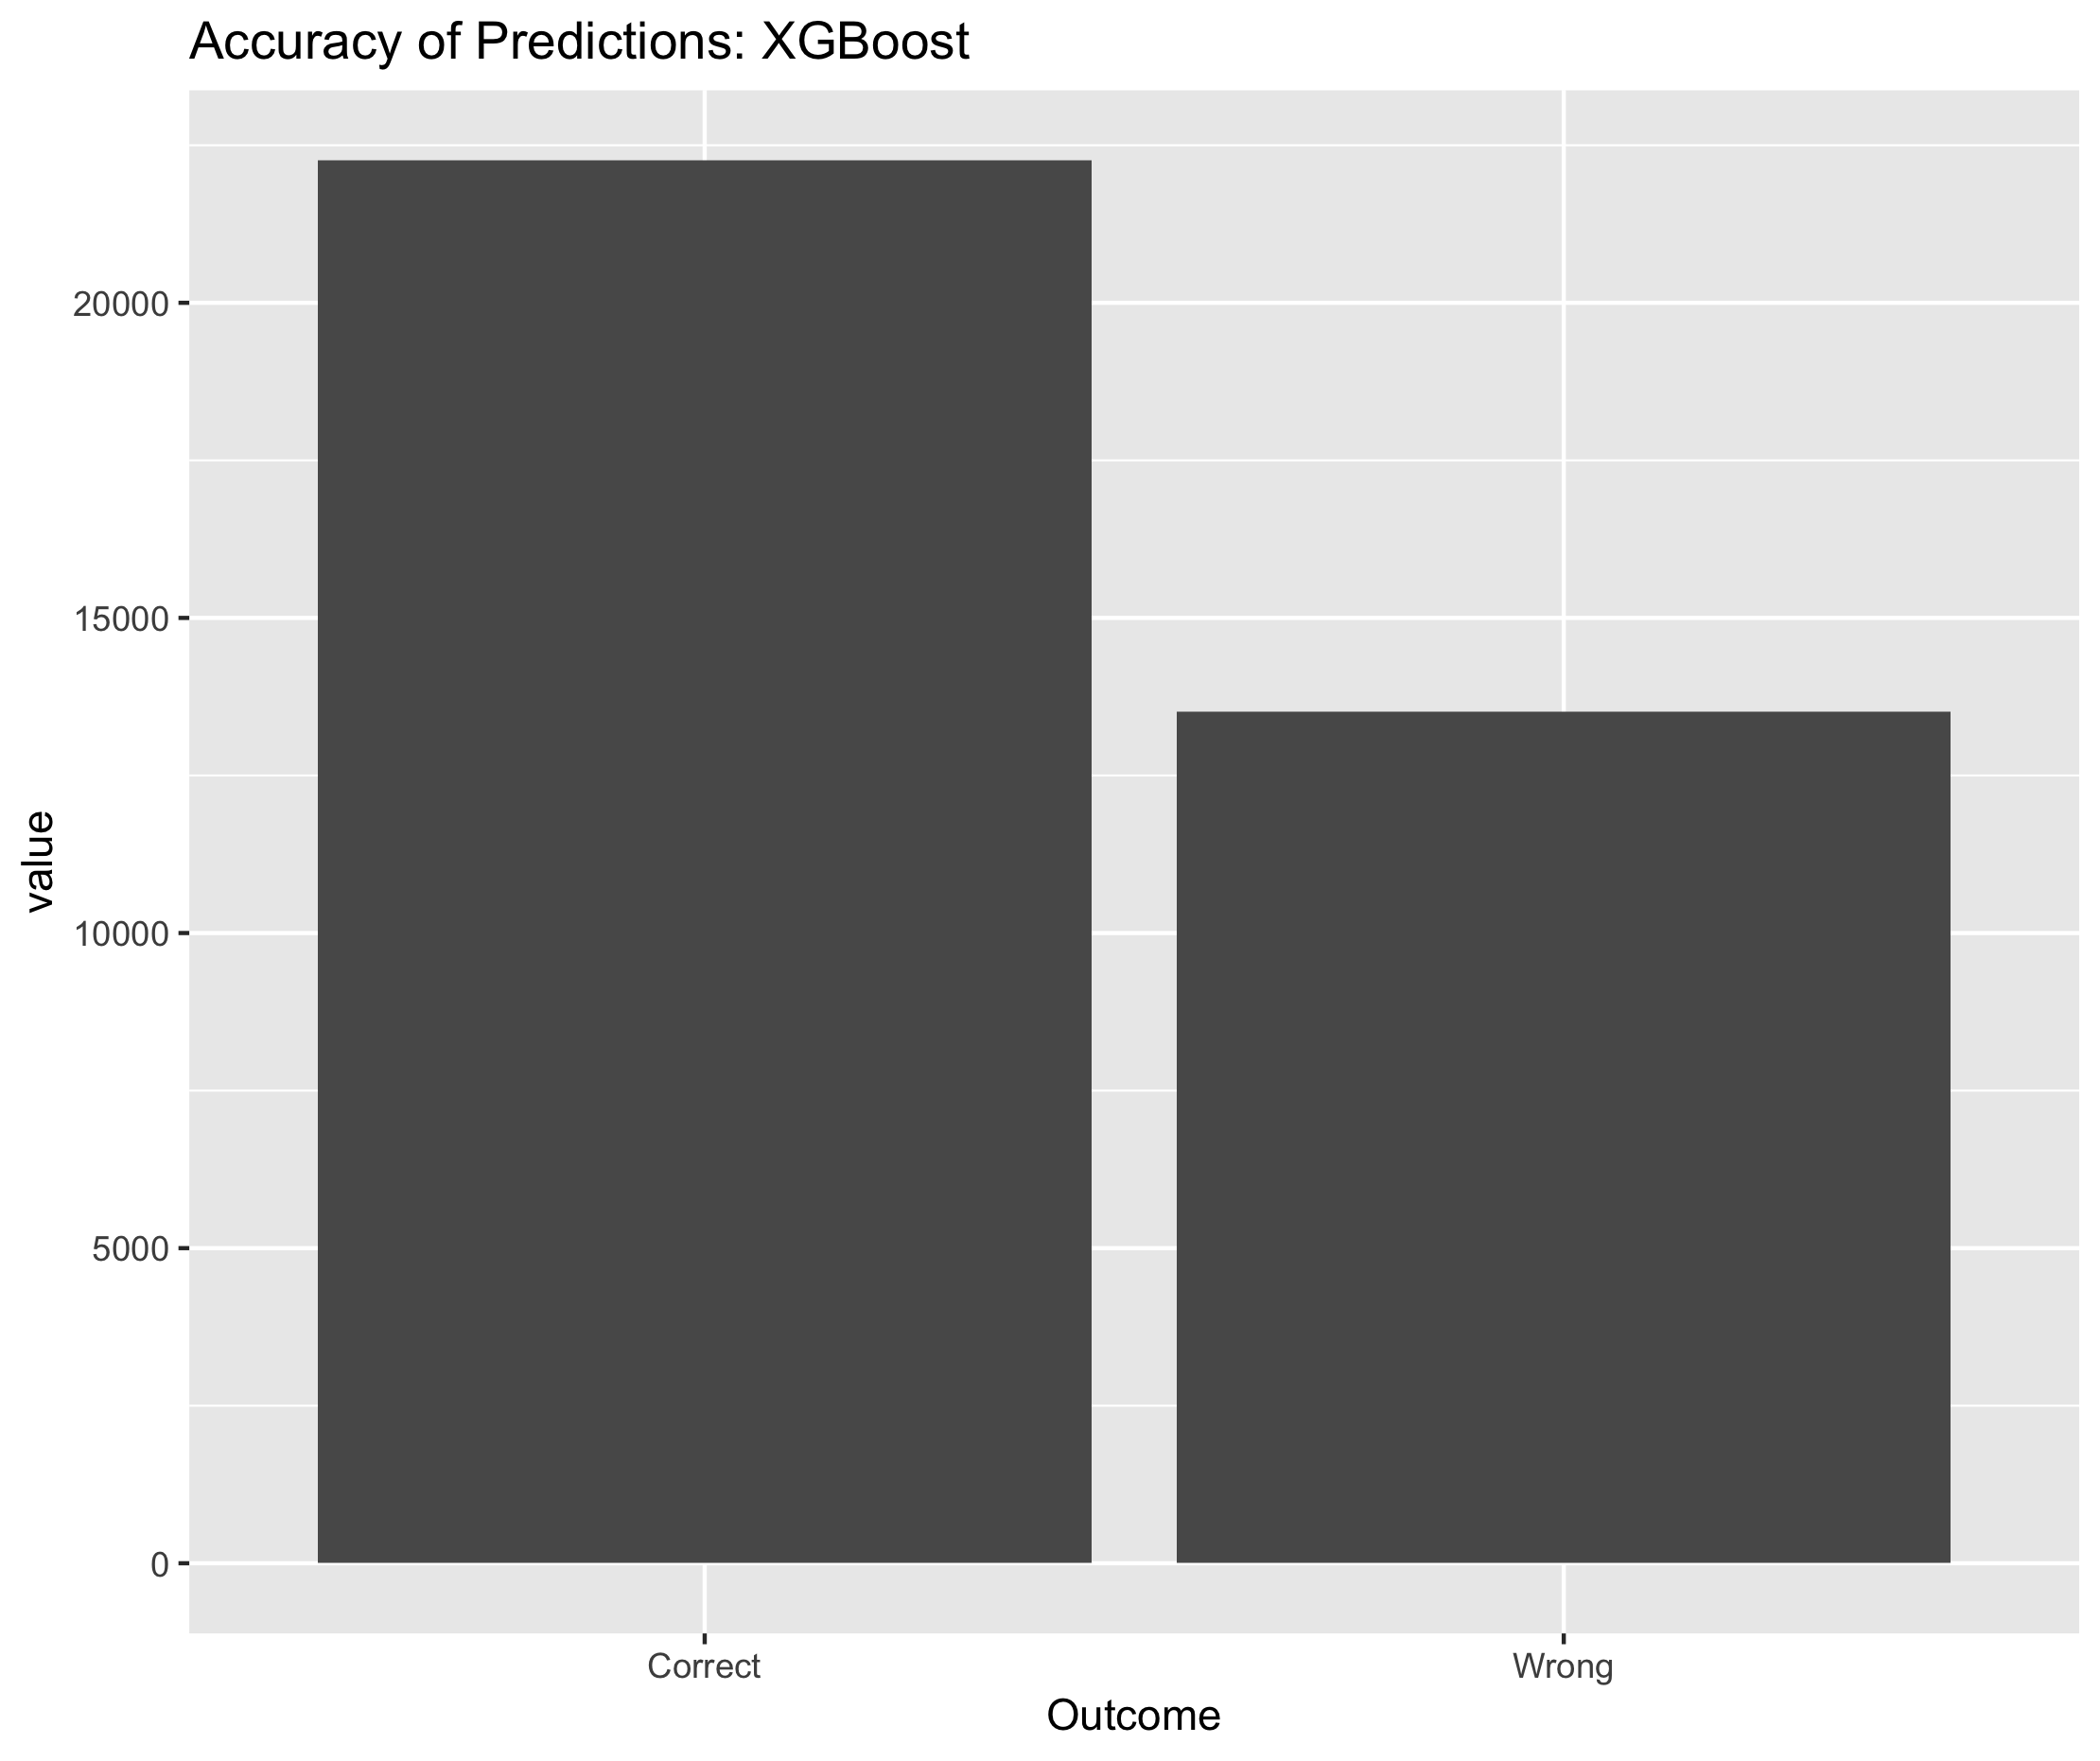 Accuracy of Predictions: XGBoost
value
20000
15000
10000
5000
0
Correct
Wrong
Outcome